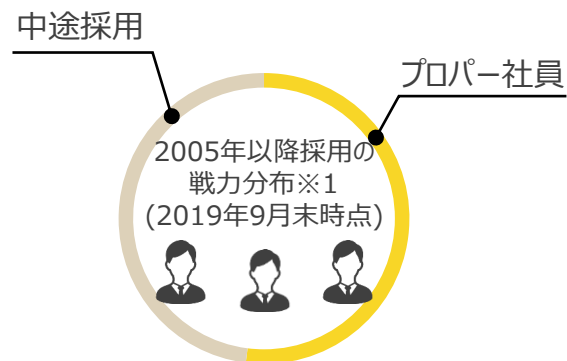 中途採用
プロパー社員
2005年以降採用の
戦力分布※1
(2019年9月末時点)